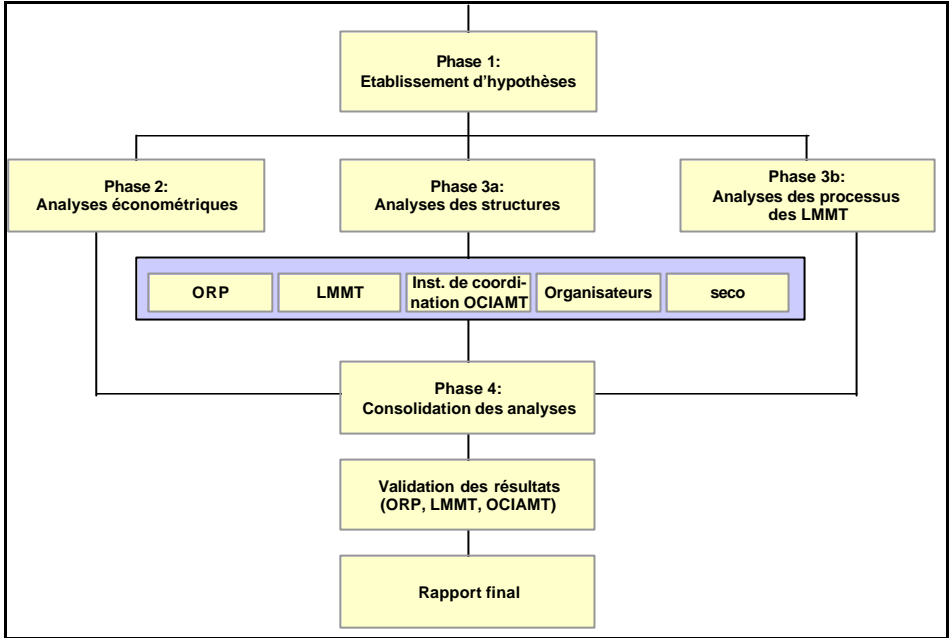 Phase 1:
Etablissement d'hypothèses
Phase 2:
Analyses économétriques
Phase 3a:
Analyses des structures
Phase 3b:
Analyses des processus
des LMMT
ORP
LMMT
Inst. de coordi-
nation OCIAMT
Organisateurs
seco
Phase 4:
Consolidation des analyses
Validation des résultats
(ORP, LMMT, OCIAMT)
Rapport final